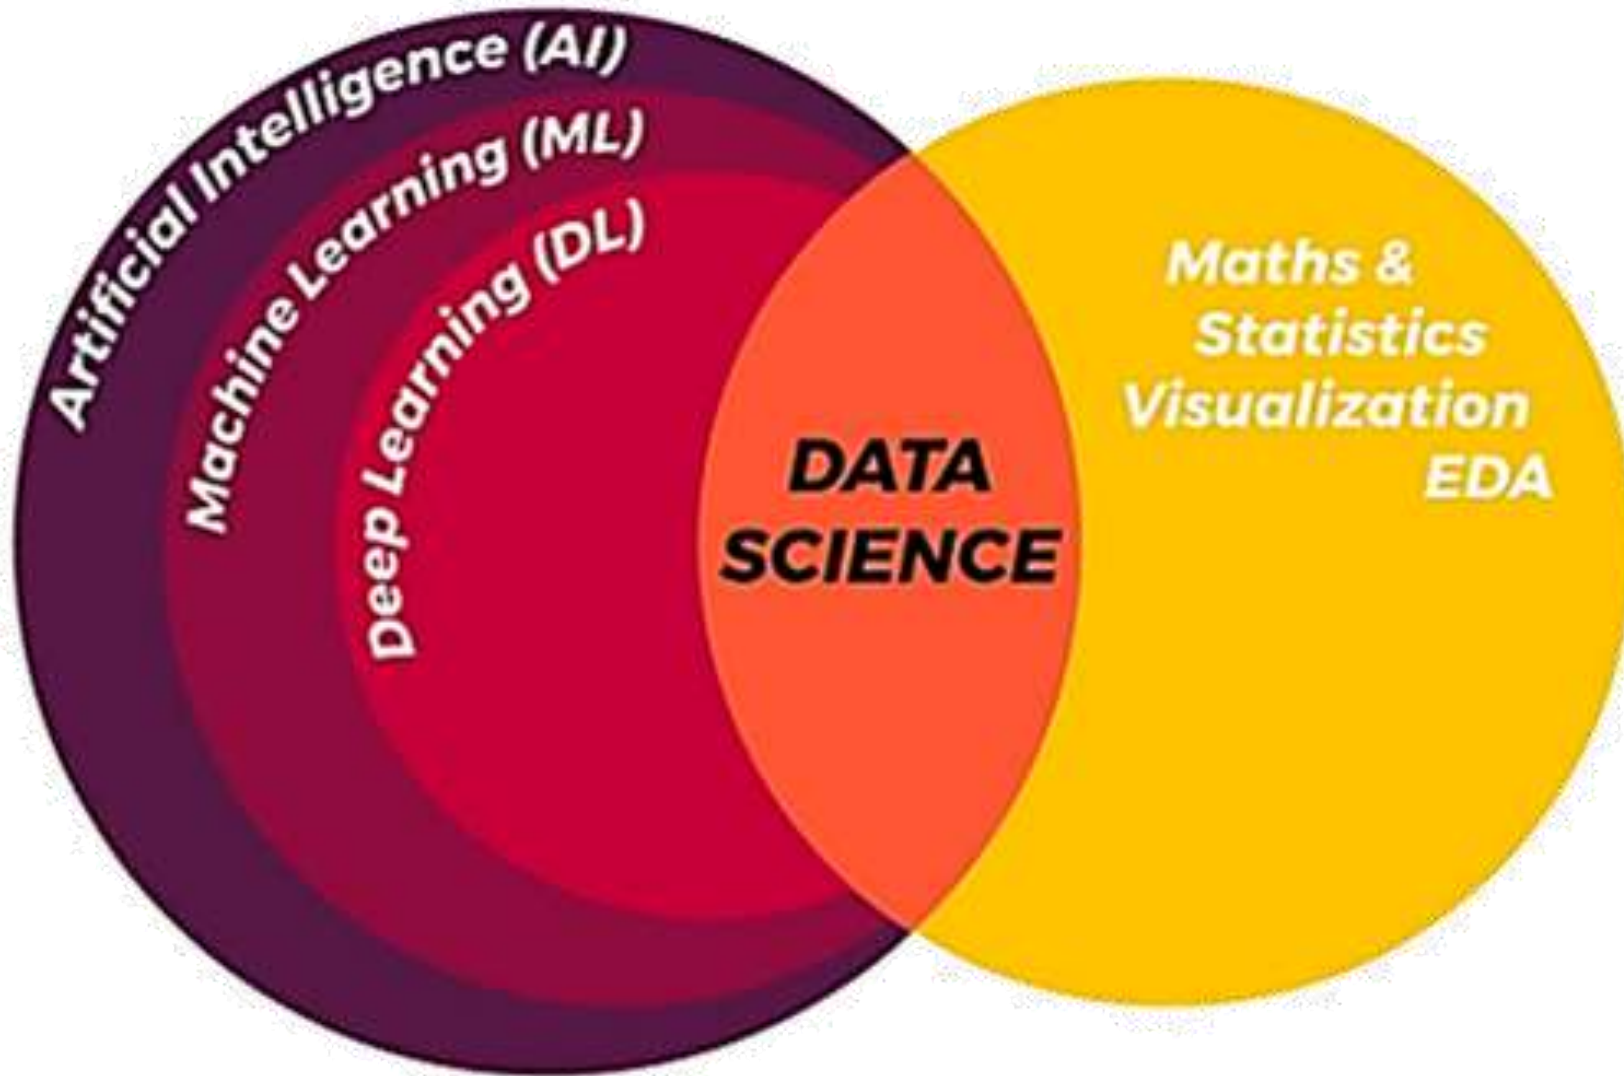 Artificial Intelligence (AI)
Machine Learning (ML)
Deep Learning (DL)
DATA
SCIENCE
Maths &
Statistics
Visualization
EDA